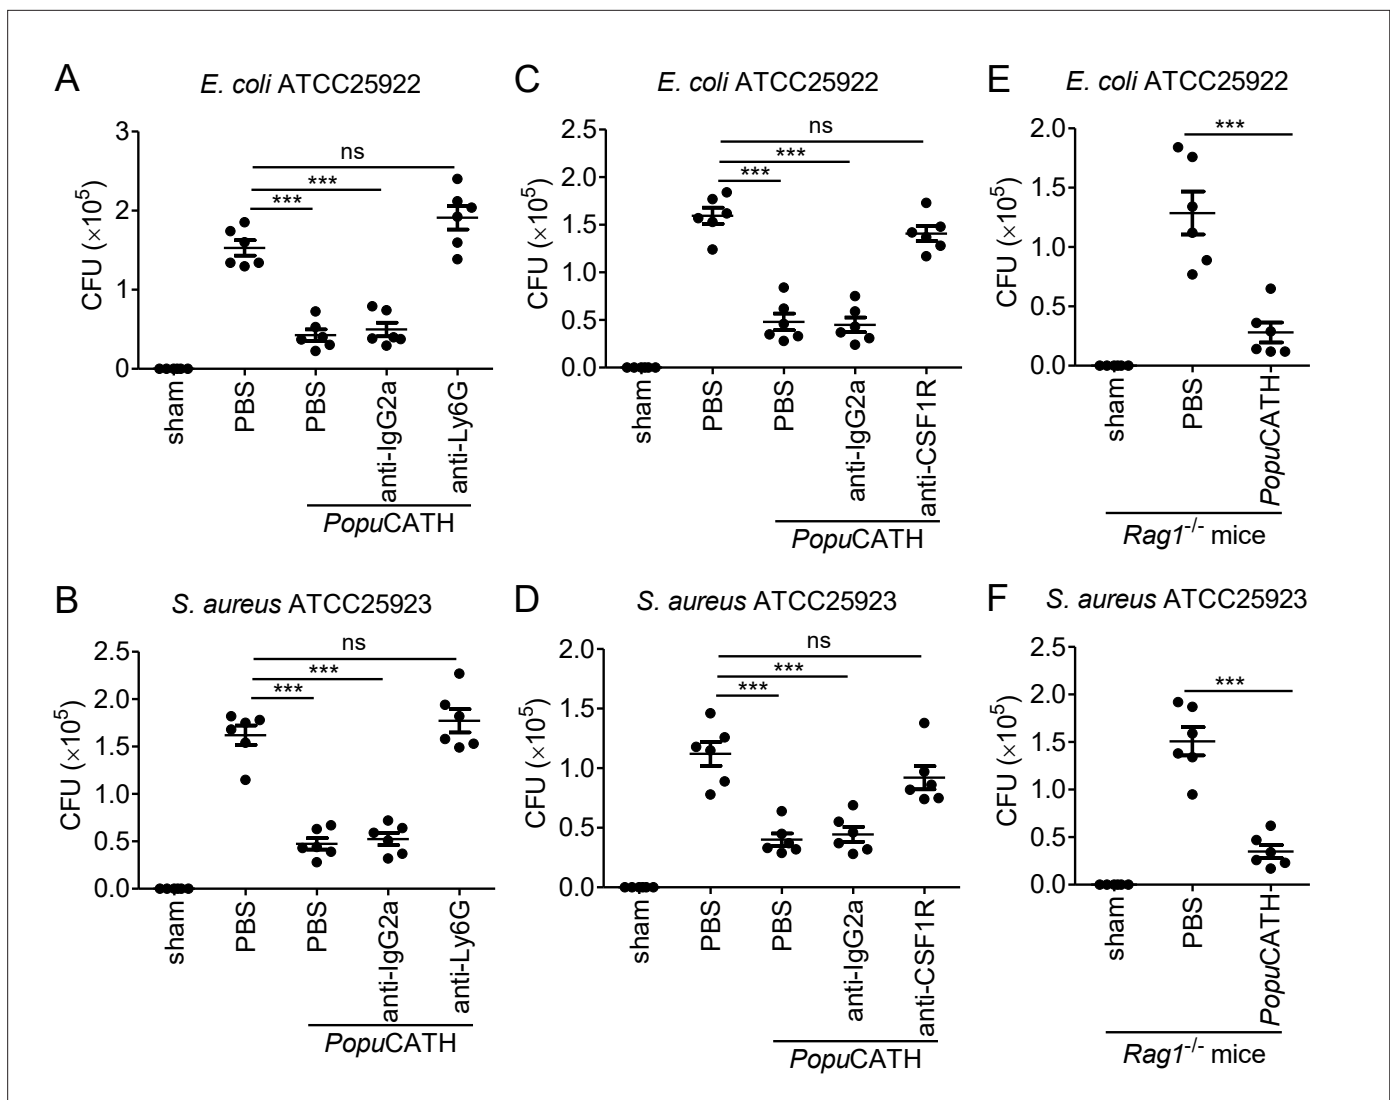 A
E. coli ATCC25922
CFU (×10⁵)
3
2
1
0
ns
***
***
sham
PBS
PBS
anti-IgG2a
anti-Ly6G
PopuCATH
C
E. coli ATCC25922
CFU (×10⁵)
2.5
2.0
1.5
1.0
0.5
0.0
ns
***
***
sham
PBS
PBS
anti-IgG2a
anti-CSF1R
PopuCATH
E
E. coli ATCC25922
CFU (×10⁵)
2.0
1.5
1.0
0.5
0.0
***
sham
PBS
PopuCATH
Rag1⁻/⁻ mice
B
S. aureus ATCC25923
CFU (×10⁵)
2.5
2.0
1.5
1.0
0.5
0.0
ns
***
***
sham
PBS
PBS
anti-IgG2a
anti-Ly6G
PopuCATH
D
S. aureus ATCC25923
CFU (×10⁵)
2.0
1.5
1.0
0.5
0.0
ns
***
***
sham
PBS
PBS
anti-IgG2a
anti-CSF1R
PopuCATH
F
S. aureus ATCC25923
CFU (×10⁵)
2.5
2.0
1.5
1.0
0.5
0.0
***
sham
PBS
PopuCATH
Rag1⁻/⁻ mice